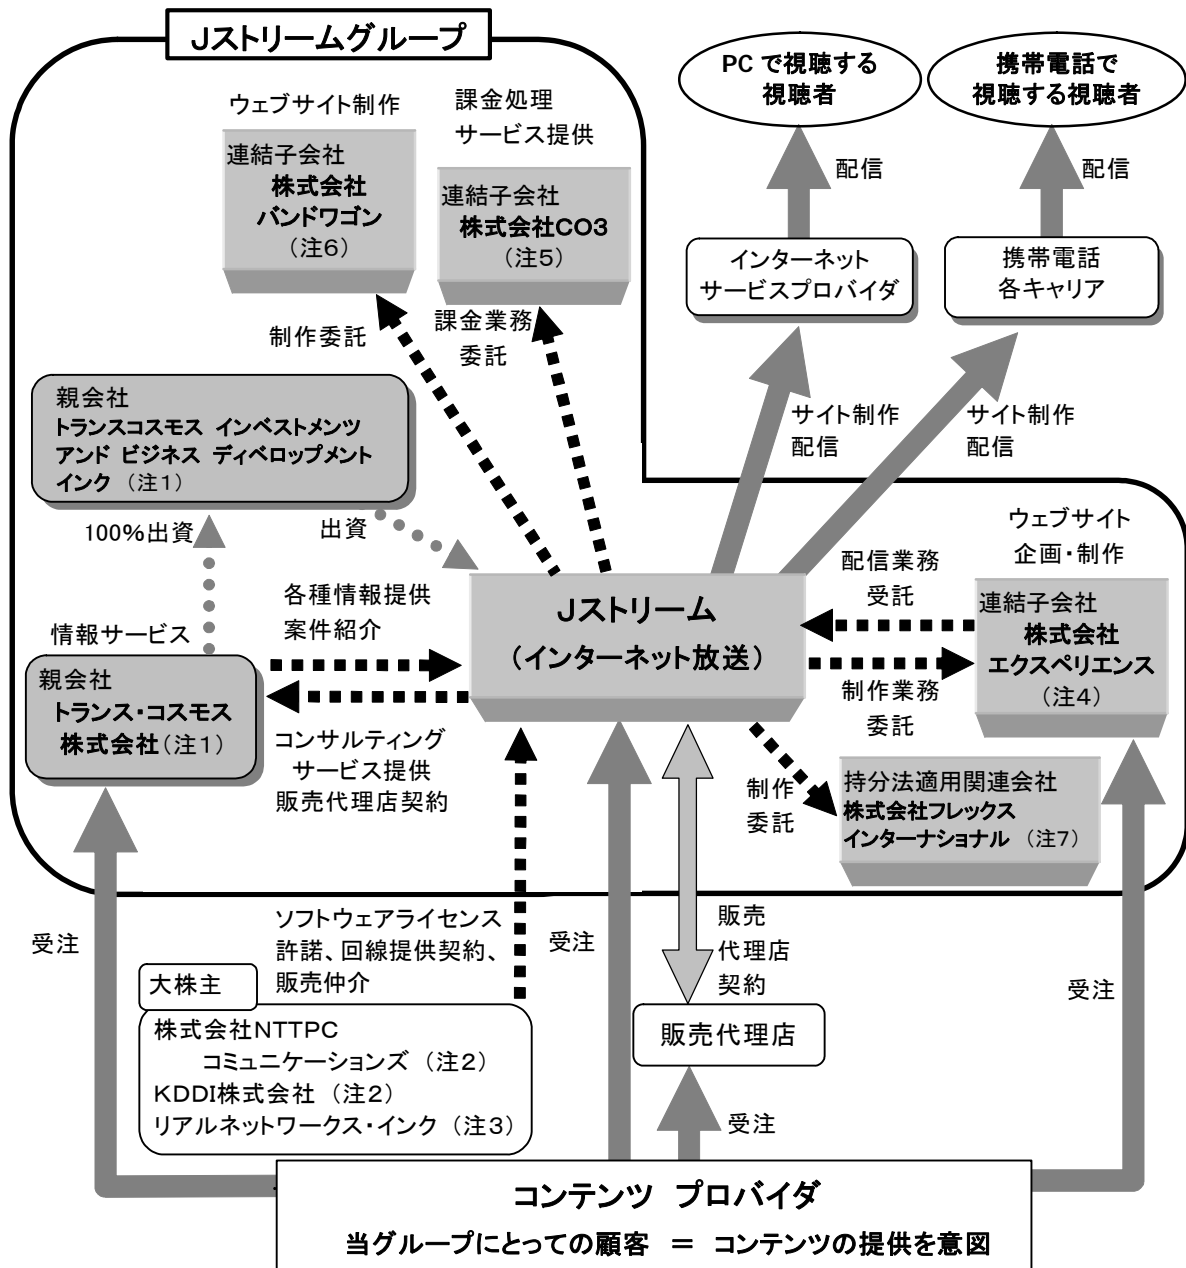 Jストリームグループ
PCで視聴する
視聴者
携帯電話で
視聴する視聴者
配信
配信
インターネット
サービスプロバイダ
携帯電話
各キャリア
サイト制作
配信
サイト制作
配信
ウェブサイト制作
連結子会社
株式会社
バンドワゴン
（注6）
課金処理
サービス提供
連結子会社
株式会社CO3
（注5）
制作委託
課金業務
委託
親会社
トランスコスモス インベストメンツ
アンド ビジネス ディベロップメント
インク（注1）
100%出資
出資
各種情報提供
案件紹介
情報サービス
親会社
トランス・コスモス
株式会社（注1）
コンサルティング
サービス提供
販売代理店契約
Jストリーム
（インターネット放送）
配信業務
受託
制作業務
委託
ウェブサイト
企画・制作
連結子会社
株式会社
エクスペリエンス
（注4）
制作
委託
持分法適用関連会社
株式会社フレックス
インターナショナル（注7）
受注
ソフトウェアライセンス
許諾、回線提供契約、
販売仲介
受注
販売
代理店
契約
受注
大株主
株式会社NTTPC
コミュニケーションズ（注2）
KDDI株式会社（注2）
リアルネットワークス・インク（注3）
販売代理店
受注
コンテンツ プロバイダ
当グループにとっての顧客 ＝ コンテンツの提供を意図